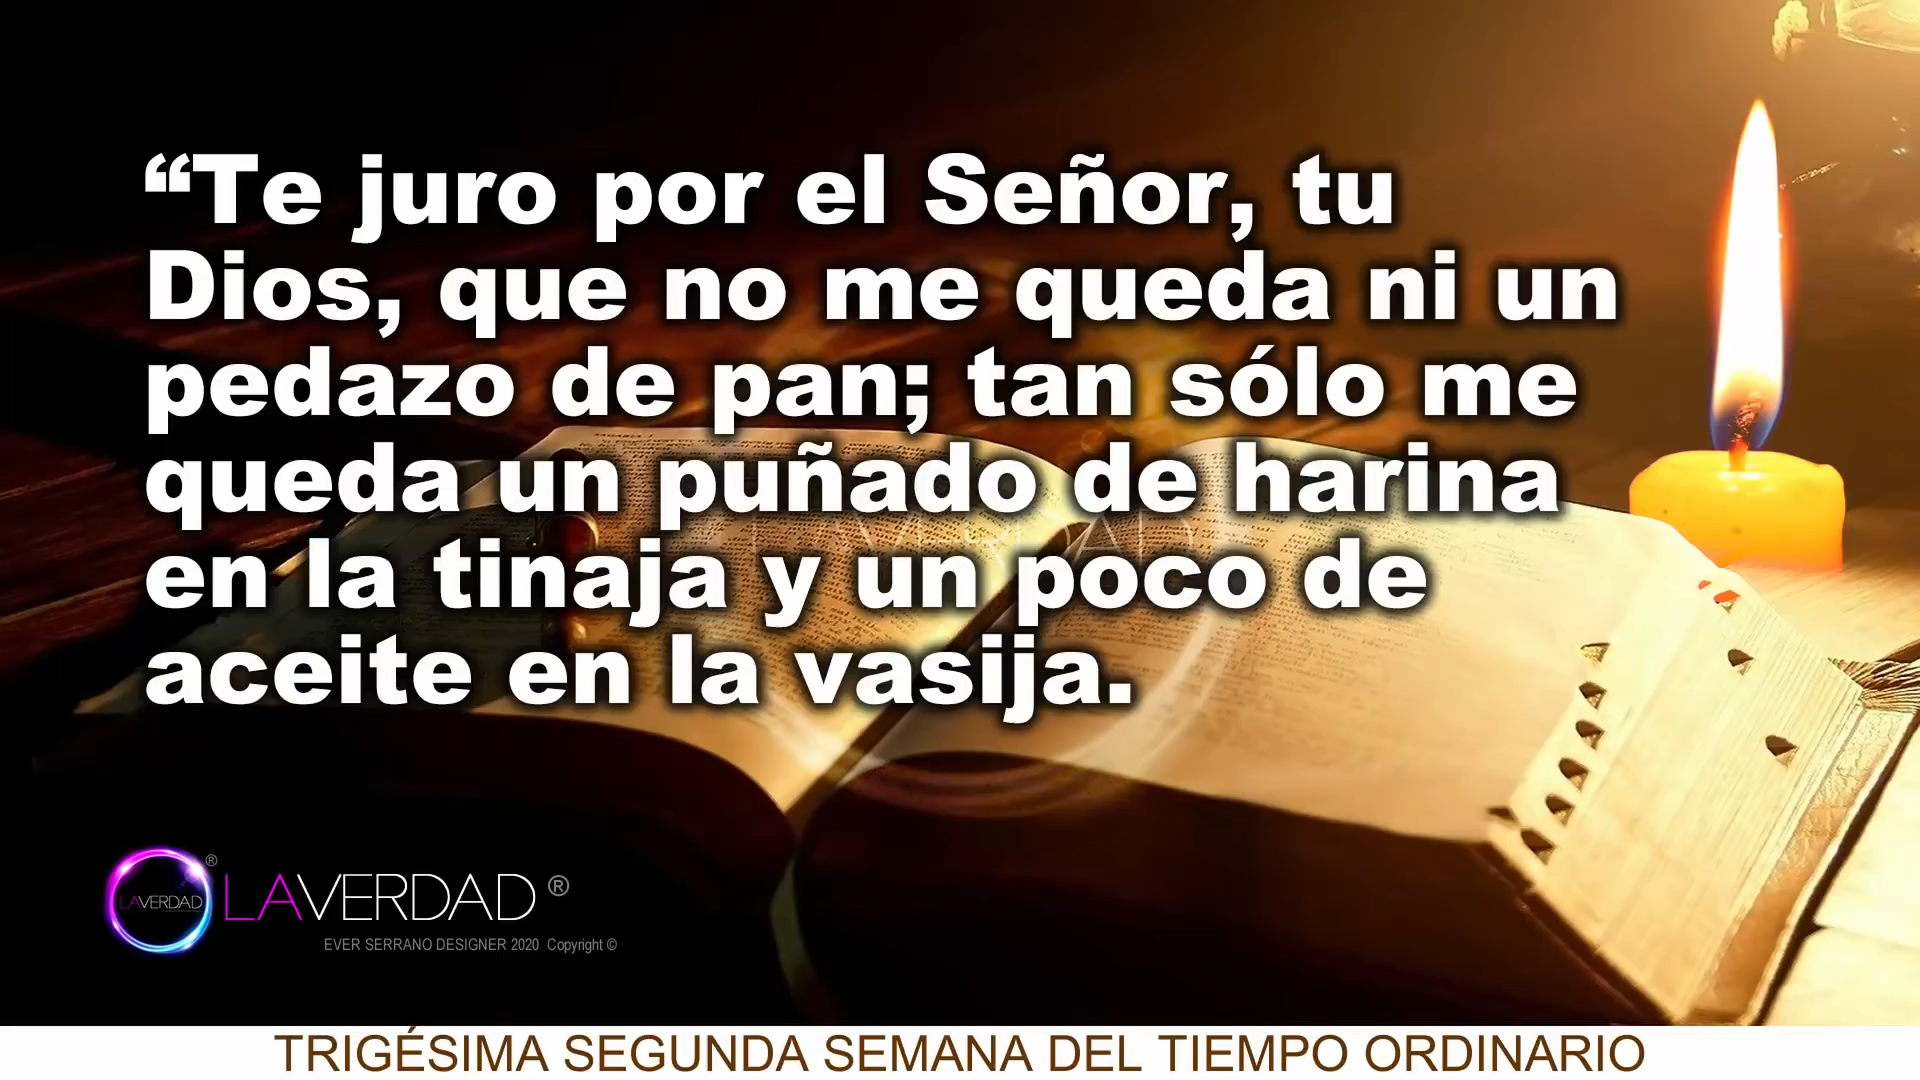 “Te juro por el Señor, tu
Dios, que no me queda ni un
pedazo de pan; tan sólo me
queda un puñado de harina
en la tinaja y un poco de
aceite en la vasija.
LAVERDAD
®
LAVERDAD ®
EVER SERRANO DESIGNER 2020 Copyright ©
TRIGÉSIMA SEGUNDA SEMANA DEL TIEMPO ORDINARIO